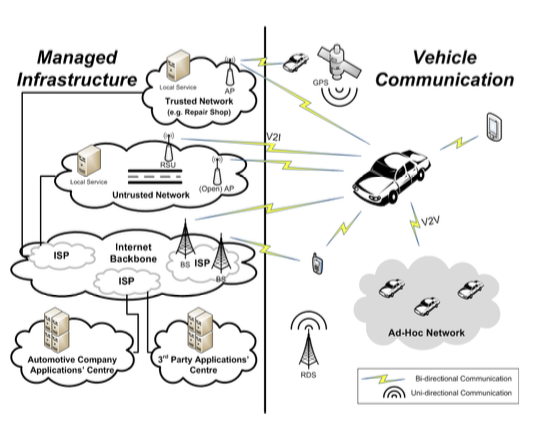 Managed
Infrastructure
Vehicle
Communication
Local Service
AP
Trusted Network
(e.g. Repair Shop)
GPS
V2I
RSU
Local Service
(Open) AP
Untrusted Network
V2V
Internet
Backbone
ISP
BS
ISP
BS
ISP
Ad-Hoc Network
Automotive Company
Applications' Centre
3rd Party Applications'
Centre
RDS
Bi-directional Communication
Uni-directional Communication